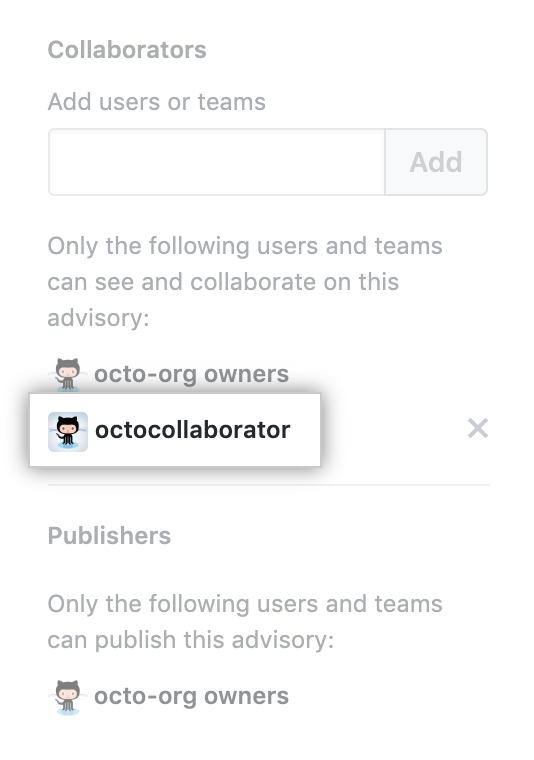 Collaborators
Add users or teams
Add
Only the following users and teams
can see and collaborate on this
advisory:
octo-org owners
octocollaborator
Publishers
Only the following users and teams
can publish this advisory:
octo-org owners